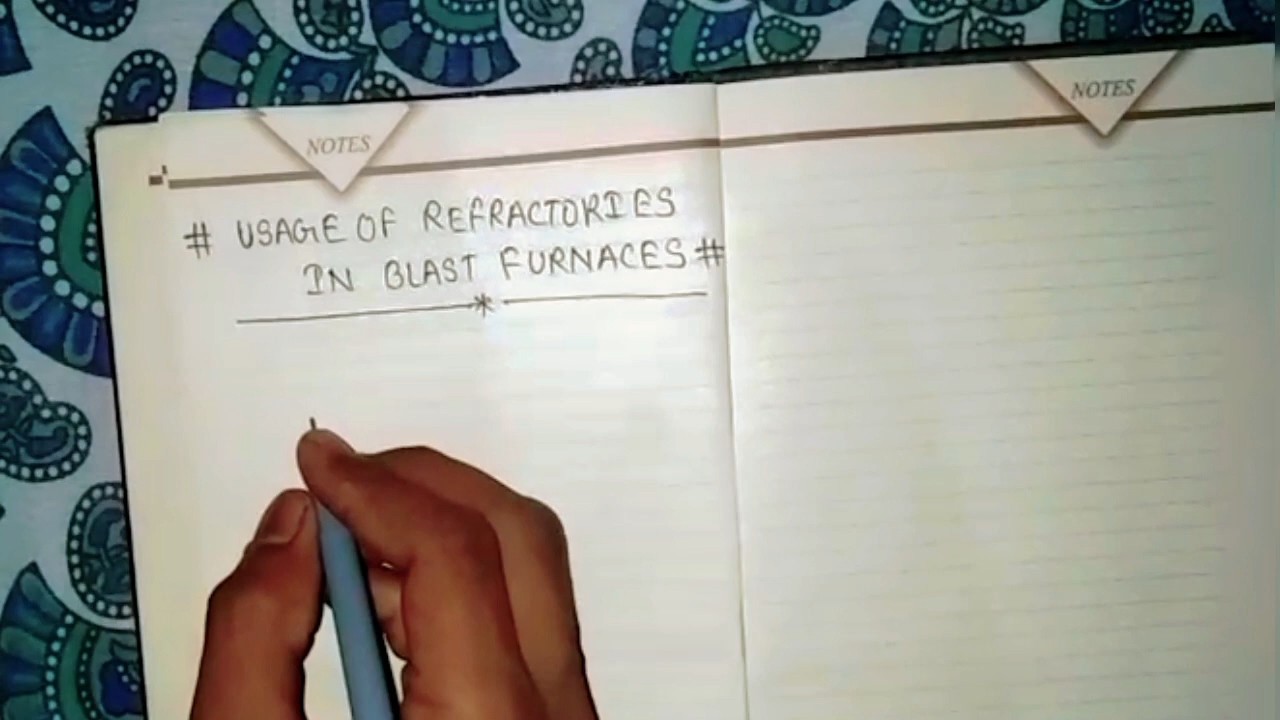 NOTES
NOTES
# USAGE OF REFRACTORIES
IN BLAST FURNACES #